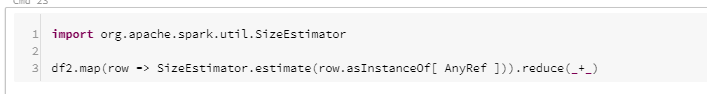 Cmd 23
1 import org.apache.spark.util.SizeEstimator
2
3 df2.map(row -> SizeEstimator.estimate(row.asInstanceOf[ AnyRef ])).reduce(_+_)